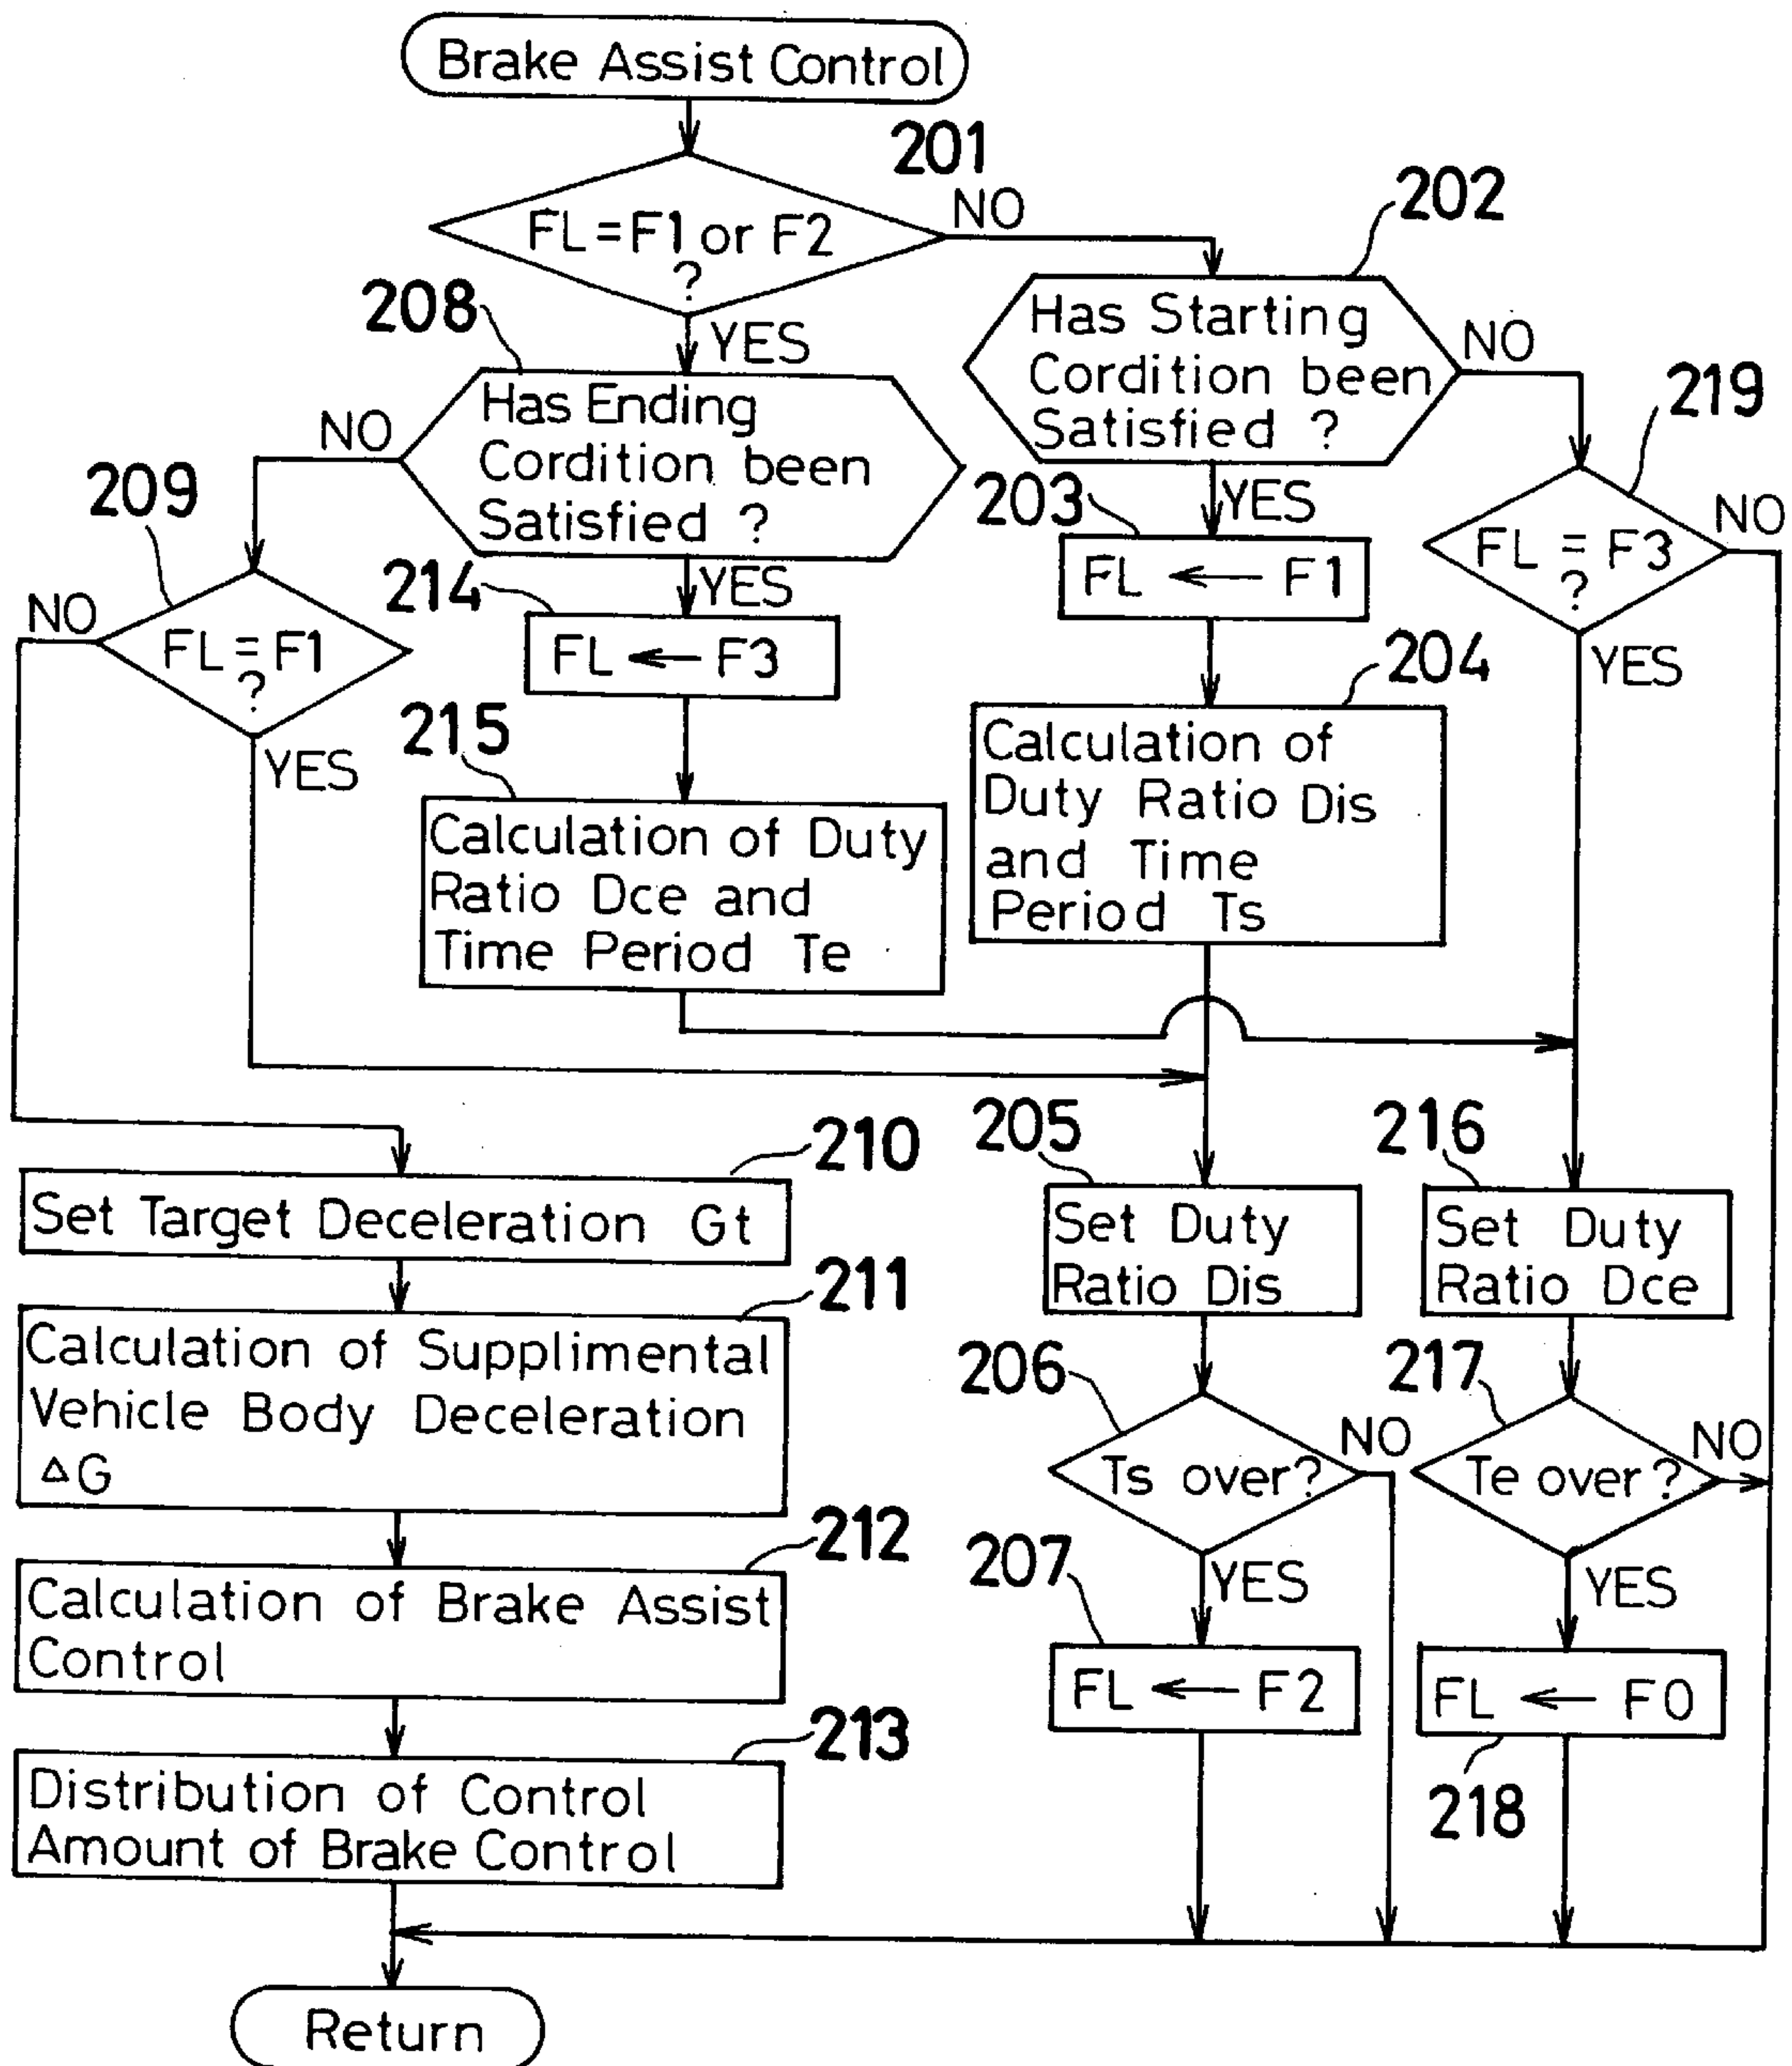 Brake Assist Control
201
FL=F1 or F2
?
NO
YES
202
Has Starting
Cordition been
Satisfied ?
NO
YES
208
Has Ending
Cordition been
Satisfied ?
NO
YES
219
FL = F3
?
NO
YES
203
FL ← F1
209
FL=F1
?
NO
YES
214
FL ← F3
204
Calculation of
Duty Ratio Dis
and Time
Period Ts
215
Calculation of Duty
Ratio Dce and
Time Period Te
210
Set Target Deceleration Gt
205
Set Duty
Ratio Dis
216
Set Duty
Ratio Dce
211
Calculation of Supplimental
Vehicle Body Deceleration
△G
206
Ts over?
NO
YES
217
Te over?
NO
YES
212
Calculation of Brake Assist
Control
207
FL ← F2
FL ← F0
218
213
Distribution of Control
Amount of Brake Control
Return